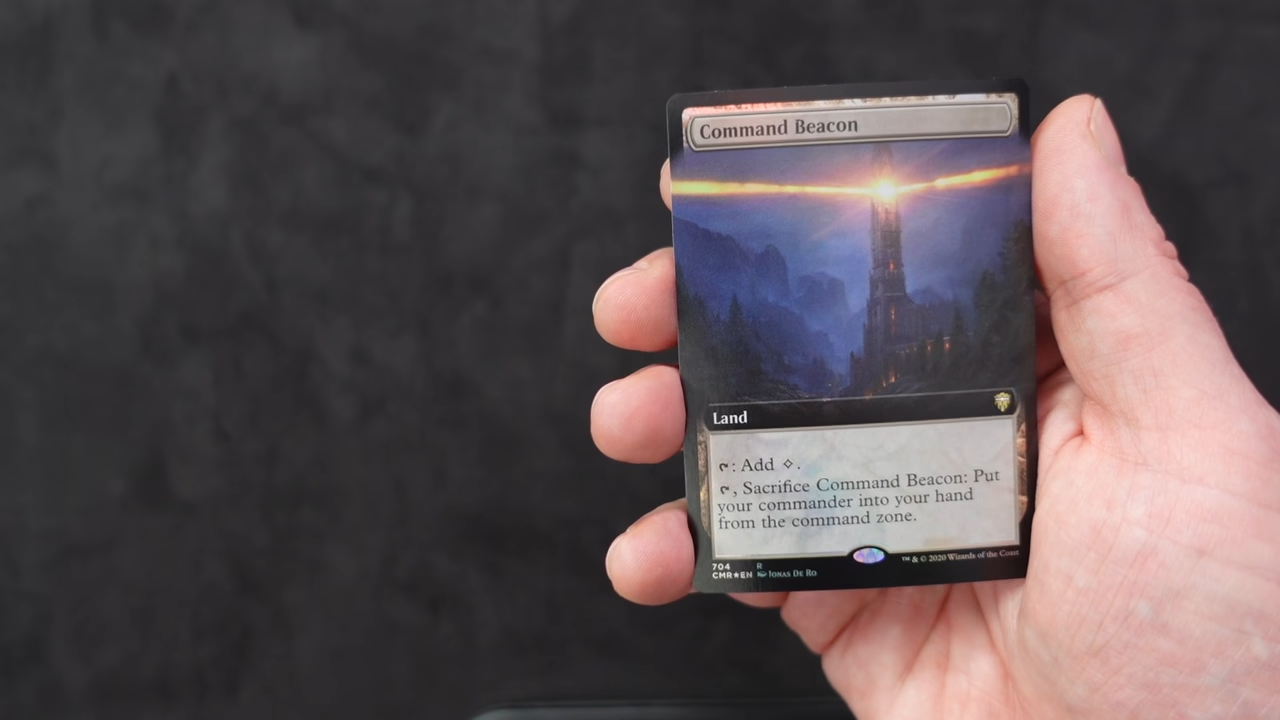 Command Beacon
Land
: Add .
, Sacrifice Command Beacon: Put
your commander into your hand
from the command zone.
704 R
CMR★EN Jonas De Ro
™ & © 2020 Wizards of the Coast